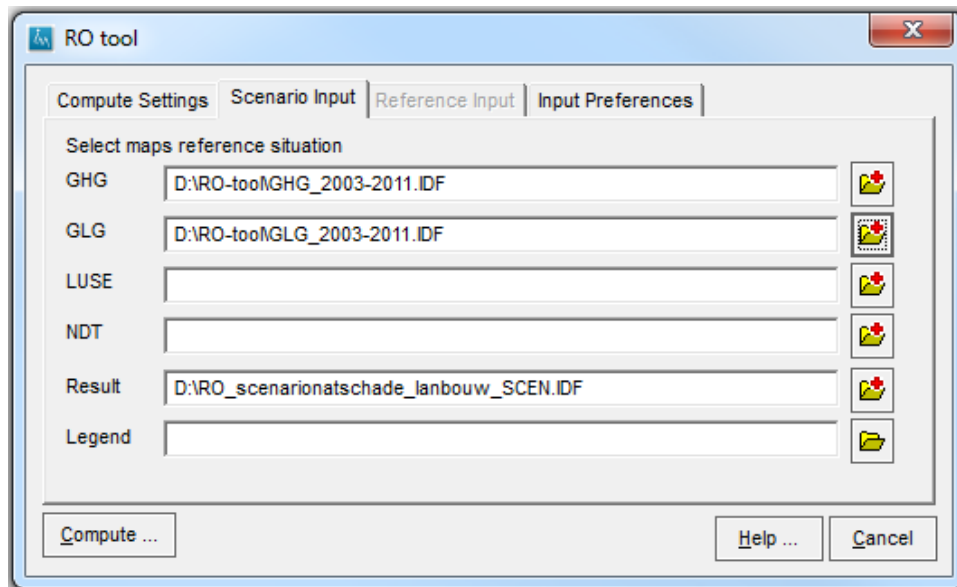 RO tool
Compute Settings Scenario Input Reference Input Input Preferences
Select maps reference situation
GHG D:\RO-tool\GHG_2003-2011.IDF
GLG D:\RO-tool\GLG_2003-2011.IDF
LUSE
NDT
Result D:\RO_scenarionatschade_lanbouw_SCEN.IDF
Legend
Compute ... Help ... Cancel